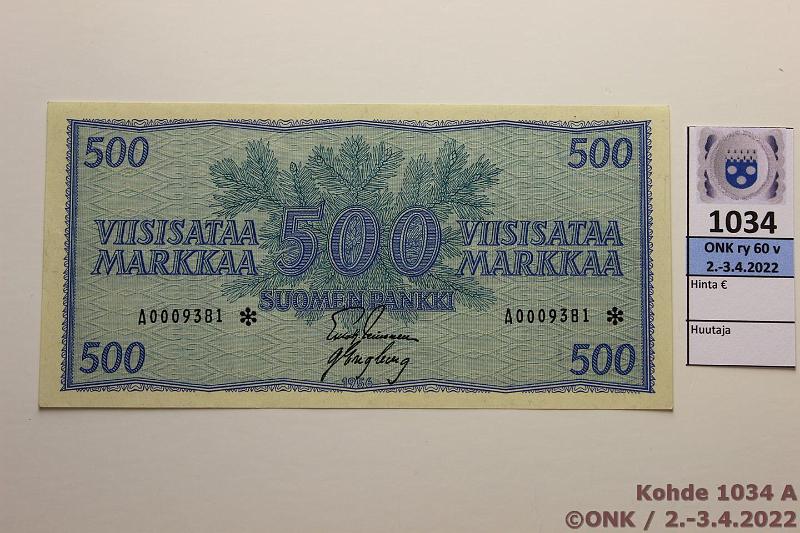 500 500
VIISISATAA MARKKAA
500
VIISISATAA MARKKAA
SUOMEN PANKKI
A0009381 * A0009381 *
500 1956 500
1034
ONK ry 60 v
2.-3.4.2022
Hinta €
Huutaja
Kohde 1034 A
©ONK / 2.-3.4.2022